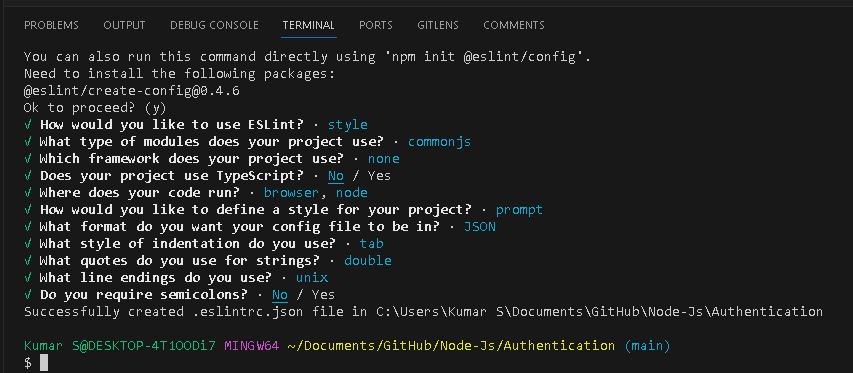 PROBLEMS OUTPUT DEBUG CONSOLE TERMINAL PORTS GITLENS COMMENTS
You can also run this command directly using 'npm init @eslint/config'.
Need to install the following packages:
@eslint/create-config@0.4.6
Ok to proceed? (y)
√ How would you like to use ESLint? · style
√ What type of modules does your project use? · commonjs
√ Which framework does your project use? · none
√ Does your project use TypeScript? · No / Yes
√ Where does your code run? · browser, node
√ How would you like to define a style for your project? · prompt
√ What format do you want your config file to be in? · JSON
√ What style of indentation do you use? · tab
√ What quotes do you use for strings? · double
√ What line endings do you use? · unix
√ Do you require semicolons? · No / Yes
Successfully created .eslintrc.json file in C:\Users\Kumar S\Documents\GitHub\Node-Js\Authentication
Kumar S@DESKTOP-4T1OODi7 MINGW64 ~/Documents/GitHub/Node-Js/Authentication (main)
$